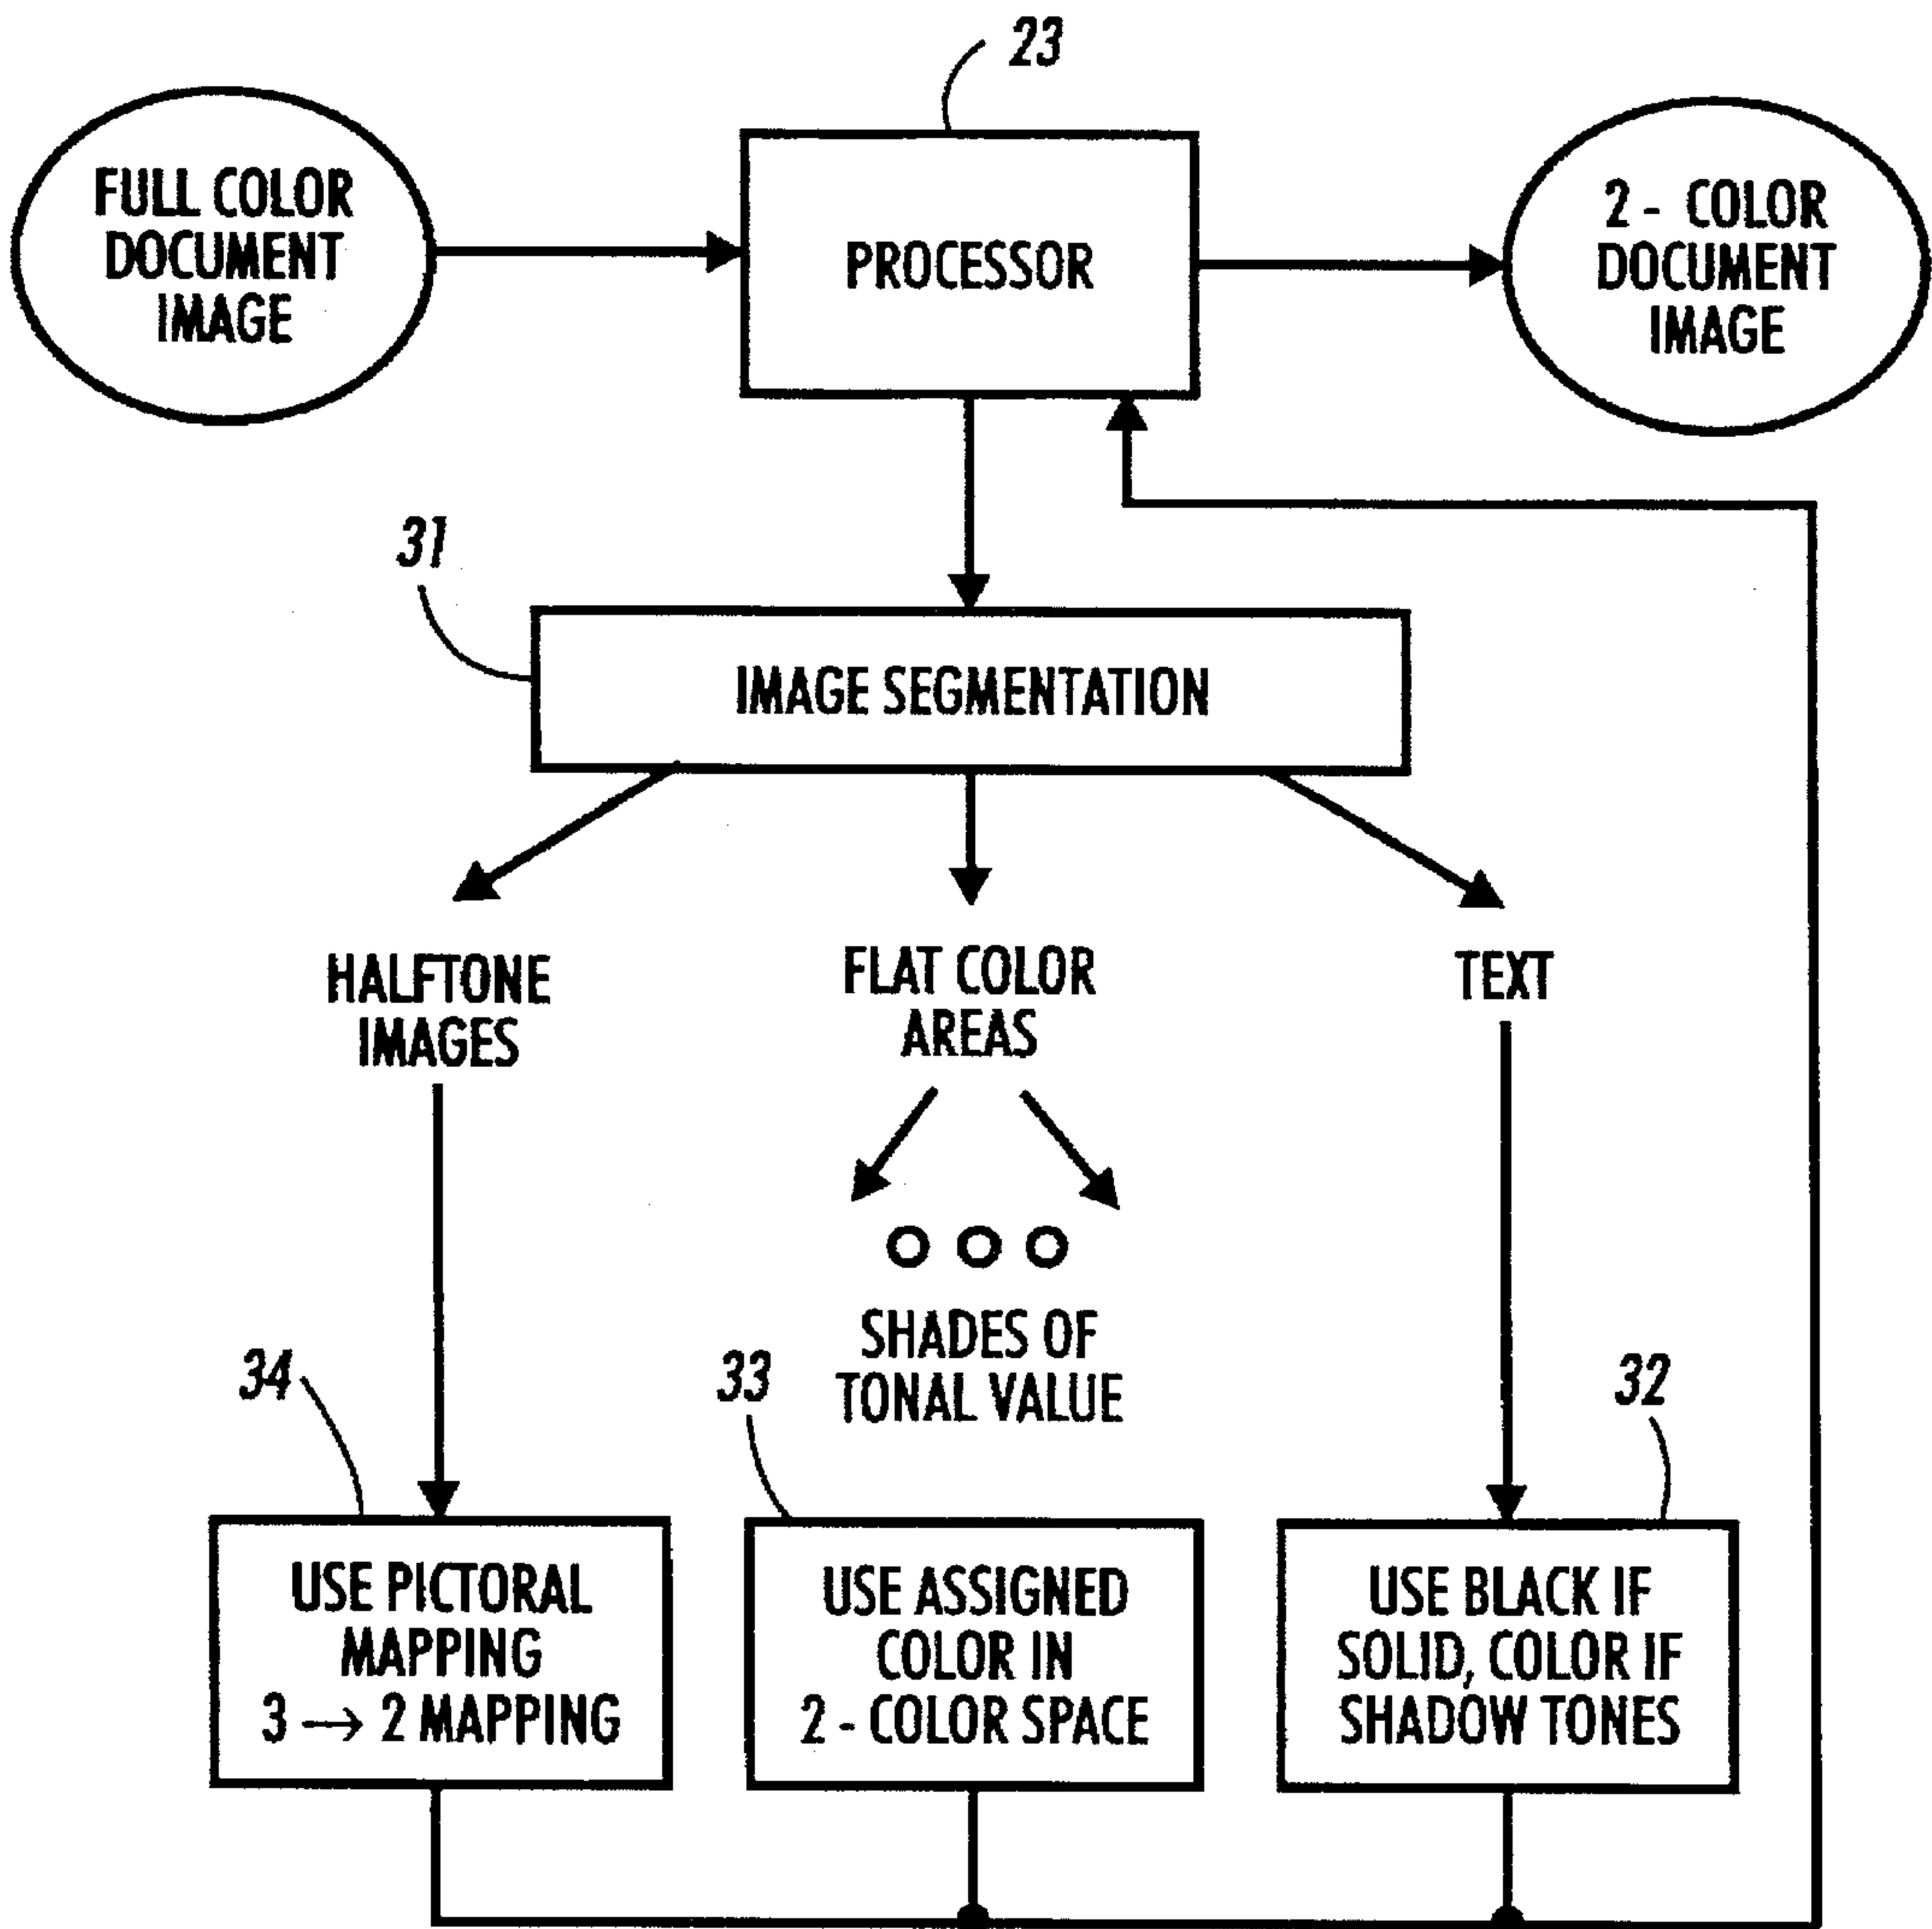 23
FULL COLOR
DOCUMENT
IMAGE
PROCESSOR
2 - COLOR
DOCUMENT
IMAGE
31
IMAGE SEGMENTATION
HALFTONE
IMAGES
FLAT COLOR
AREAS
TEXT
SHADES OF
TONAL VALUE
34
33
32
USE PICTORAL
MAPPING
3 → 2 MAPPING
USE ASSIGNED
COLOR IN
2 - COLOR SPACE
USE BLACK IF
SOLID, COLOR IF
SHADOW TONES